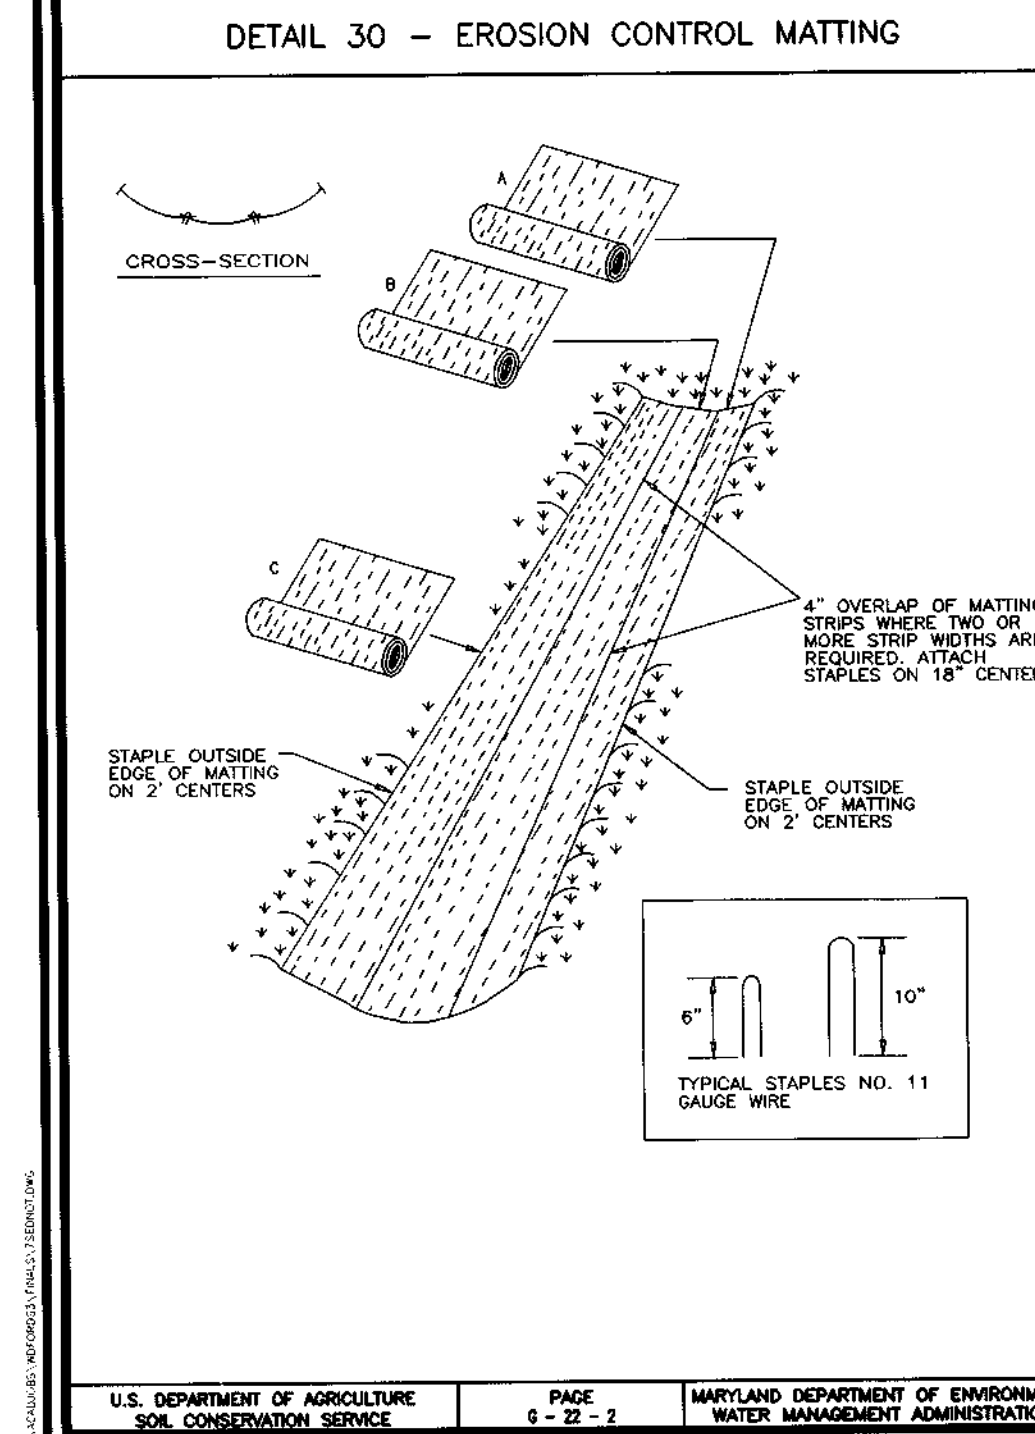 DETAIL 30 – EROSION CONTROL MATTING
A
CROSS-SECTION
B
C
4" OVERLAP OF MATTING
STRIPS WHERE TWO OR
MORE STRIP WIDTHS ARE
REQUIRED. ATTACH
STAPLES ON 18" CENTE
STAPLE OUTSIDE
EDGE OF MATTING
ON 2' CENTERS
STAPLE OUTSIDE
EDGE OF MATTING
ON 2' CENTERS
6"
10"
TYPICAL STAPLES NO. 11
GAUGE WIRE
U.S. DEPARTMENT OF AGRICULTURE
SOIL CONSERVATION SERVICE
PAGE
G - 22 - 2
MARYLAND DEPARTMENT OF ENVIRONM
WATER MANAGEMENT ADMINISTRATIO